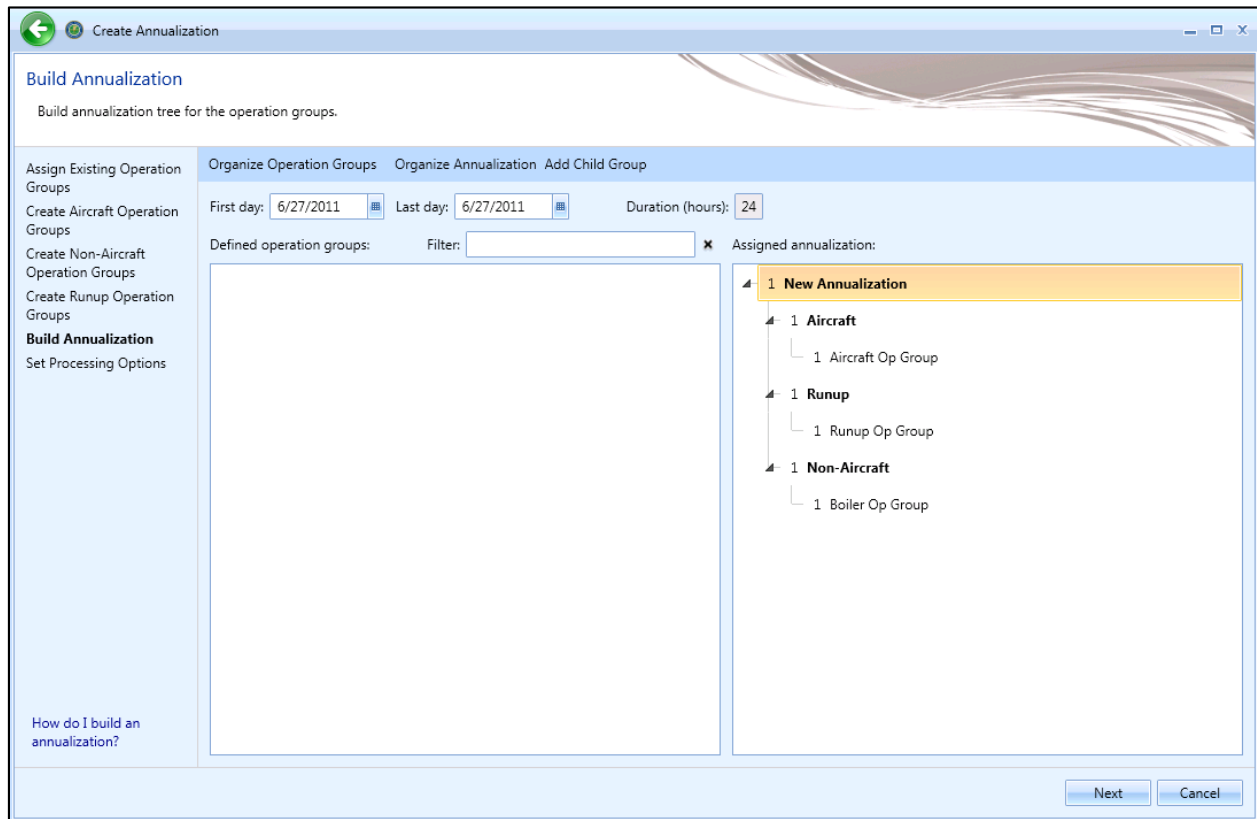 Create Annualization
Build Annualization
Build annualization tree for the operation groups.
Assign Existing Operation
Groups
Create Aircraft Operation
Groups
Create Non-Aircraft
Operation Groups
Create Runup Operation
Groups
Build Annualization
Set Processing Options
How do I build an
annualization?
Organize Operation Groups Organize Annualization Add Child Group
First day: 6/27/2011 Last day: 6/27/2011 Duration (hours): 24
Defined operation groups: Filter: Assigned annualization:
1 New Annualization
1 Aircraft
1 Aircraft Op Group
1 Runup
1 Runup Op Group
1 Non-Aircraft
1 Boiler Op Group
Next Cancel